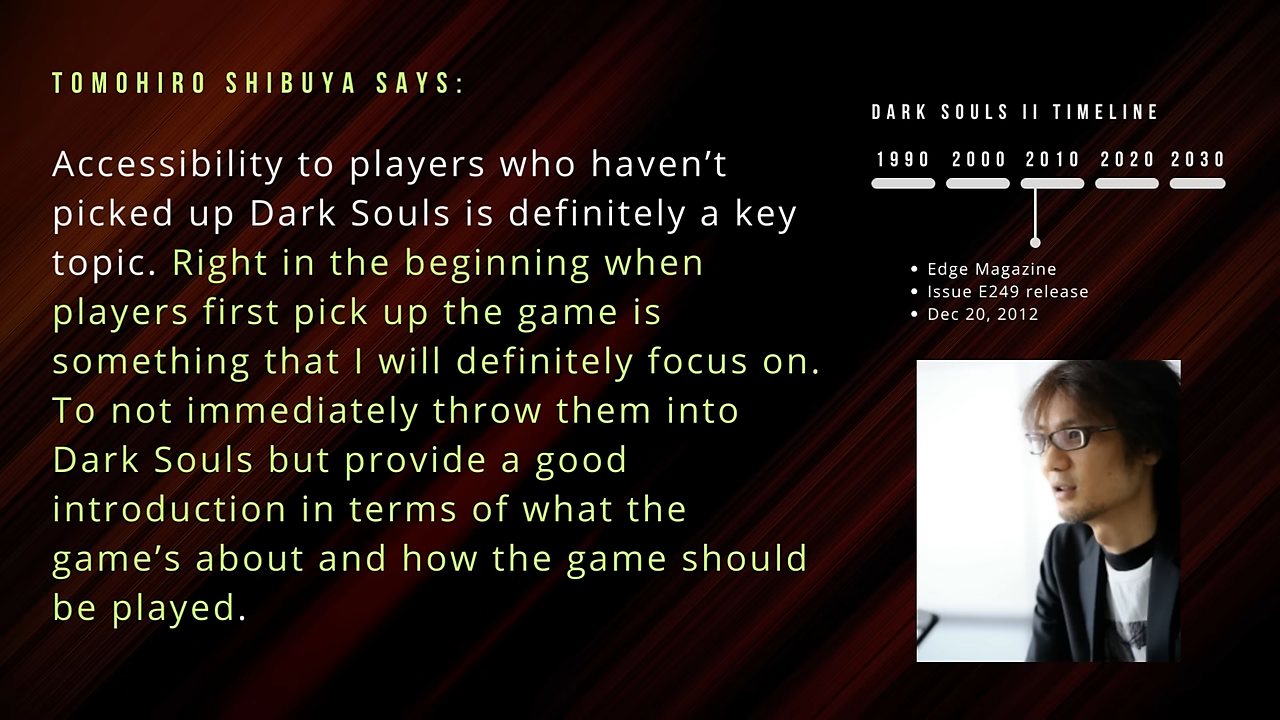 TOMOHIRO SHIBUYA SAYS:
Accessibility to players who haven’t
picked up Dark Souls is definitely a key
topic. Right in the beginning when
players first pick up the game is
something that I will definitely focus on.
To not immediately throw them into
Dark Souls but provide a good
introduction in terms of what the
game’s about and how the game should
be played.
DARK SOULS II TIMELINE
1990 2000 2010 2020 2030
• Edge Magazine
• Issue E249 release
• Dec 20, 2012